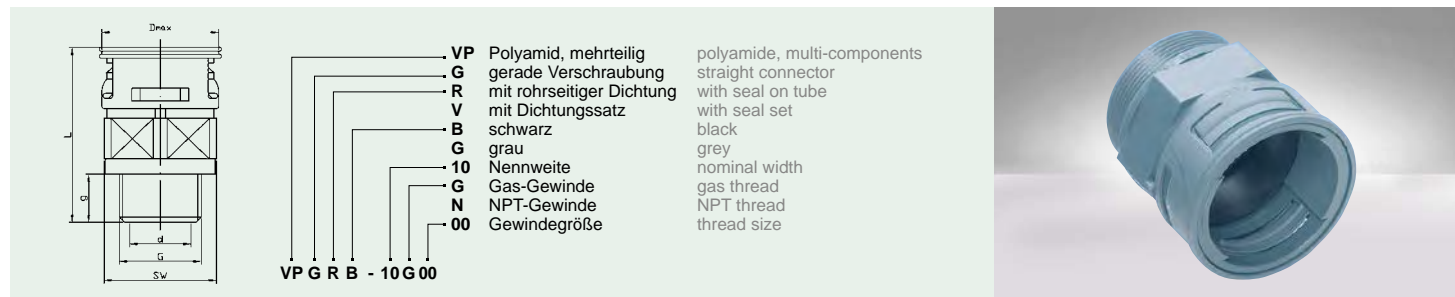 Dmax
L
g
d
G
SW
VP Polyamid, mehrteilig polyamide, multi-components
G gerade Verschraubung straight connector
R mit rohrseitiger Dichtung with seal on tube
V mit Dichtungssatz with seal set
B schwarz black
G grau grey
10 Nennweite nominal width
G Gas-Gewinde gas thread
N NPT-Gewinde NPT thread
00 Gewindegröße thread size
VP G R B - 10 G 00